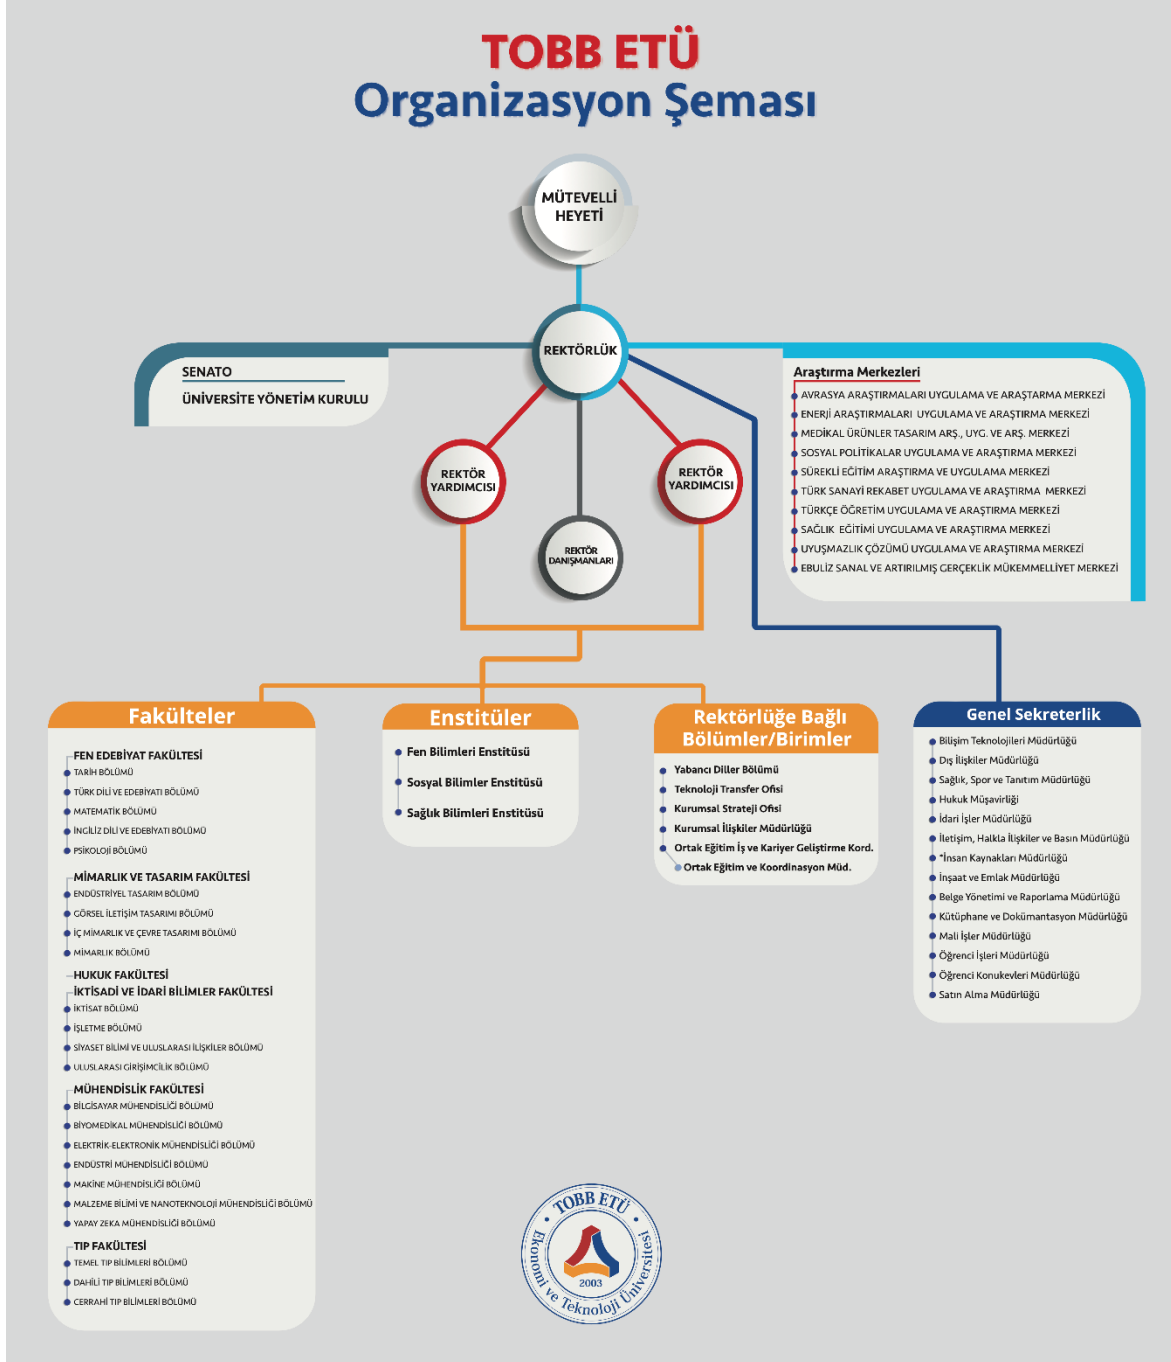 TOBB ETÜ
Organizasyon Şeması
MÜTEVELLİ
HEYETİ
REKTÖRLÜK
SENATO
ÜNİVERSİTE YÖNETİM KURULU
REKTÖR
YARDIMCISI
REKTÖR
YARDIMCISI
REKTÖR
DANIŞMANLARI
Araştırma Merkezleri
AVRASYA ARAŞTIRMALARI UYGULAMA VE ARAŞTARMA MERKEZİ
ENERJİ ARAŞTIRMALARI UYGULAMA VE ARAŞTIRMA MERKEZİ
MEDİKAL ÜRÜNLER TASARIM ARŞ., UYG. VE ARŞ. MERKEZİ
SOSYAL POLİTİKALAR UYGULAMA VE ARAŞTIRMA MERKEZİ
SÜREKLİ EĞİTİM ARAŞTIRMA VE UYGULAMA MERKEZİ
TÜRK SANAYİ REKABET UYGULAMA VE ARAŞTIRMA MERKEZİ
TÜRKÇE ÖĞRETİM UYGULAMA VE ARAŞTIRMA MERKEZİ
SAĞLIK EĞİTİMİ UYGULAMA VE ARAŞTIRMA MERKEZİ
UYUŞMAZLIK ÇÖZÜMÜ UYGULAMA VE ARAŞTIRMA MERKEZİ
EBULİZ SANAL VE ARTIRILMIŞ GERÇEKLİK MÜKEMMELLİYET MERKEZİ
Fakülteler
FEN EDEBİYAT FAKÜLTESİ
TARİH BÖLÜMÜ
TÜRK DİLİ VE EDEBİYATI BÖLÜMÜ
MATEMATİK BÖLÜMÜ
İNGİLİZ DİLİ VE EDEBİYATI BÖLÜMÜ
PSİKOLOJİ BÖLÜMÜ
MİMARLIK VE TASARIM FAKÜLTESİ
ENDÜSTRİYEL TASARIM BÖLÜMÜ
GÖRSEL İLETİŞİM TASARIMI BÖLÜMÜ
İÇ MİMARLIK VE ÇEVRE TASARIMI BÖLÜMÜ
MİMARLIK BÖLÜMÜ
HUKUK FAKÜLTESİ
İKTİSADİ VE İDARİ BİLİMLER FAKÜLTESİ
İKTİSAT BÖLÜMÜ
İŞLETME BÖLÜMÜ
SİYASET BİLİMİ VE ULUSLARASI İLİŞKİLER BÖLÜMÜ
ULUSLARASI GİRİŞİMCİLİK BÖLÜMÜ
MÜHENDİSLİK FAKÜLTESİ
BİLGİSAYAR MÜHENDİSLİĞİ BÖLÜMÜ
BİYOMEDİKAL MÜHENDİSLİĞİ BÖLÜMÜ
ELEKTRİK-ELEKTRONİK MÜHENDİSLİĞİ BÖLÜMÜ
ENDÜSTRİ MÜHENDİSLİĞİ BÖLÜMÜ
MAKİNE MÜHENDİSLİĞİ BÖLÜMÜ
MALZEME BİLİMİ VE NANOTEKNOLOJİ MÜHENDİSLİĞİ BÖLÜMÜ
YAPAY ZEKA MÜHENDİSLİĞİ BÖLÜMÜ
TIP FAKÜLTESİ
TEMEL TIP BİLİMLERİ BÖLÜMÜ
DAHİLİ TIP BİLİMLERİ BÖLÜMÜ
CERRAHİ TIP BİLİMLERİ BÖLÜMÜ
Enstitüler
Fen Bilimleri Enstitüsü
Sosyal Bilimler Enstitüsü
Sağlık Bilimleri Enstitüsü
Rektörlüğe Bağlı
Bölümler/Birimler
Yabancı Diller Bölümü
Teknoloji Transfer Ofisi
Kurumsal Strateji Ofisi
Kurumsal İlişkiler Müdürlüğü
Ortak Eğitim İş ve Kariyer Geliştirme Kord.
Ortak Eğitim ve Koordinasyon Müd.
Genel Sekreterlik
Bilişim Teknolojileri Müdürlüğü
Dış İlişkiler Müdürlüğü
Sağlık, Spor ve Tanıtım Müdürlüğü
Hukuk Müşavirliği
İdari İşler Müdürlüğü
İletişim, Halkla İlişkiler ve Basın Müdürlüğü
*İnsan Kaynakları Müdürlüğü
İnşaat ve Emlak Müdürlüğü
Belge Yönetimi ve Raporlama Müdürlüğü
Kütüphane ve Dokümantasyon Müdürlüğü
Mali İşler Müdürlüğü
Öğrenci İşleri Müdürlüğü
Öğrenci Konukevleri Müdürlüğü
Satın Alma Müdürlüğü
TOBB ETÜ
2003
Ekonomi ve Teknoloji Üniversitesi